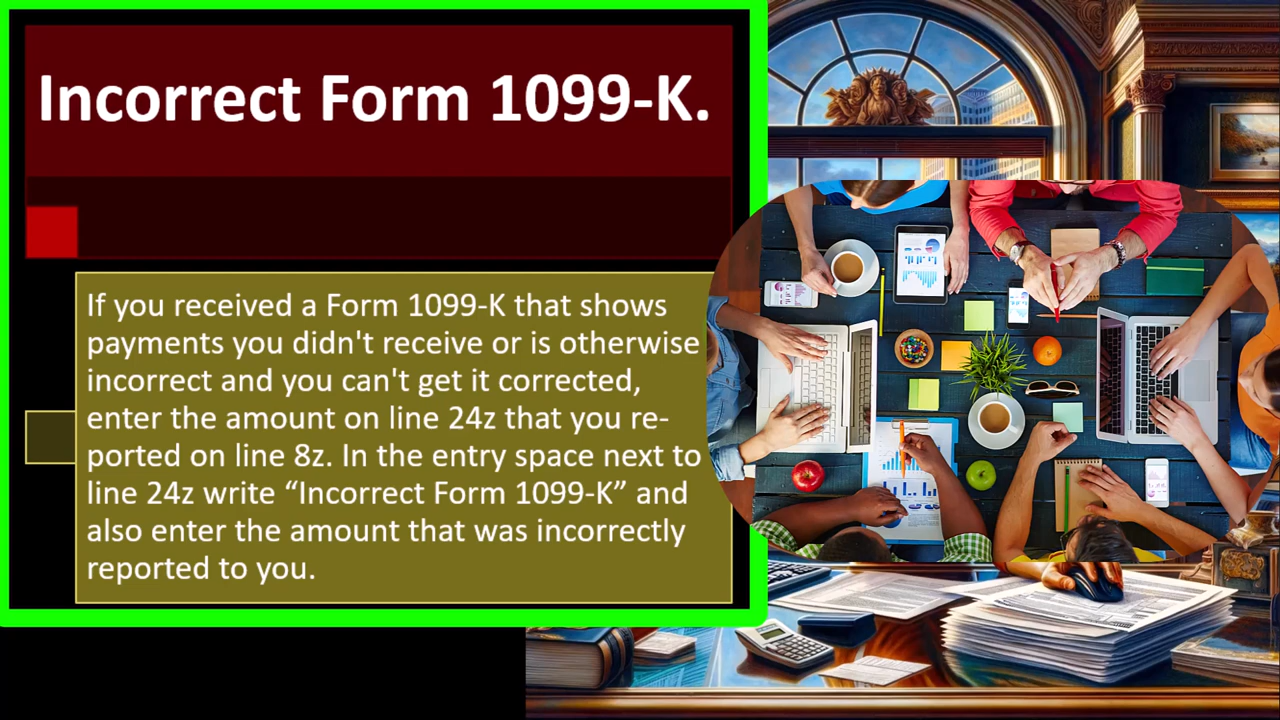 Incorrect Form 1099-K.
If you received a Form 1099-K that shows
payments you didn't receive or is otherwise
incorrect and you can't get it corrected,
enter the amount on line 24z that you re-
ported on line 8z. In the entry space next to
line 24z write “Incorrect Form 1099-K” and
also enter the amount that was incorrectly
reported to you.